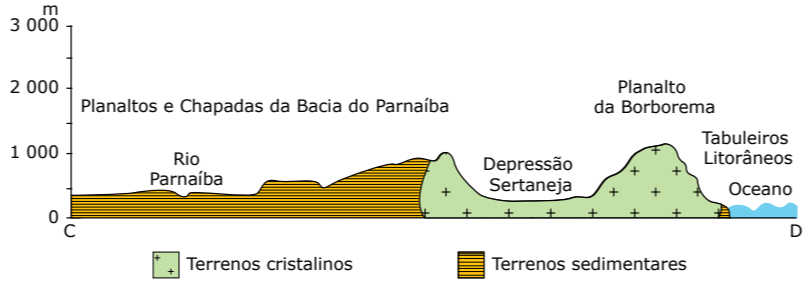 m
3 000
2 000
1 000
0
Planaltos e Chapadas da Bacia do Parnaíba
Rio
Parnaíba
Depressão
Sertaneja
Planalto
da Borborema
Tabuleiros
Litorâneos
Oceano
C
D
Terrenos cristalinos
Terrenos sedimentares